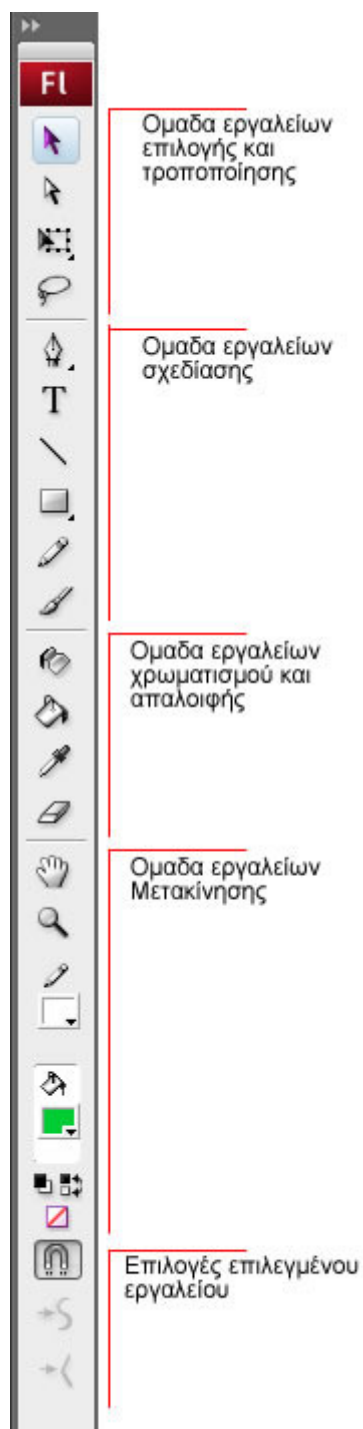 Fl
Ομαδα εργαλείων
επιλογής και
τροποποίησης
Ομαδα εργαλείων
σχεδίασης
T
Ομαδα εργαλείων
χρωματισμού και
απαλοιφής
Ομαδα εργαλείων
Μετακίνησης
Επιλογές επιλεγμένου
εργαλείου